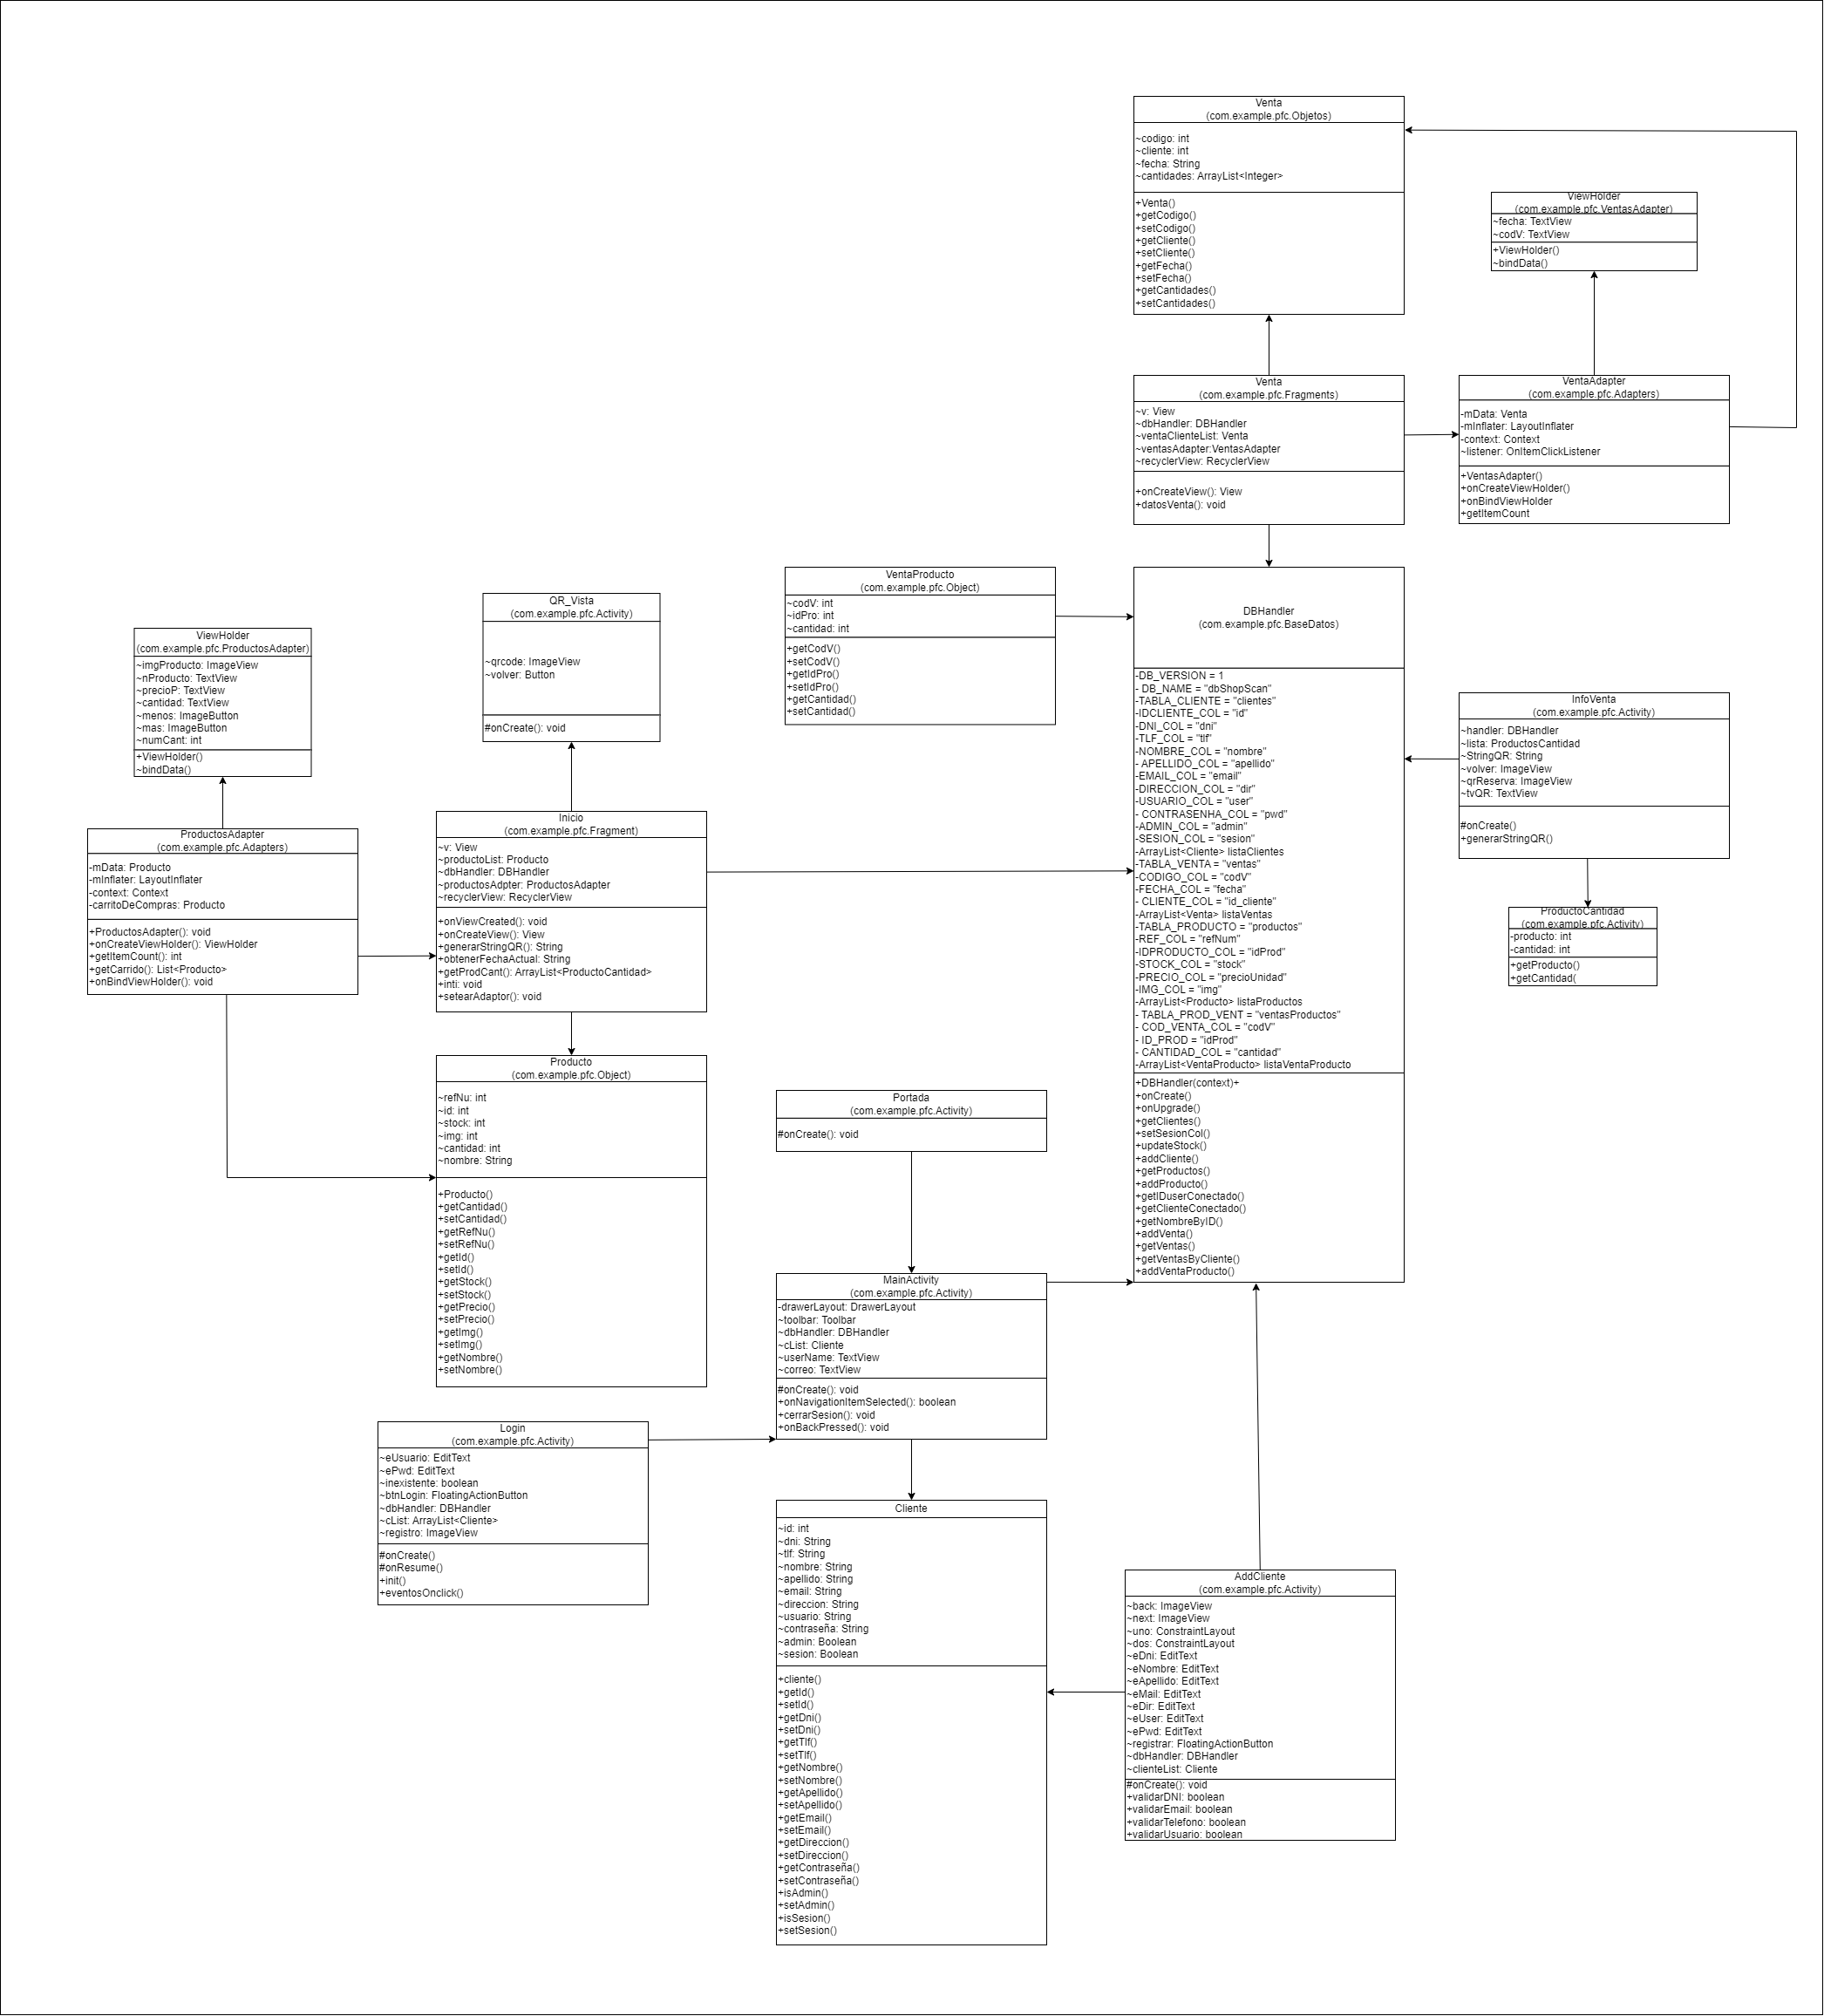 Venta
(com.example.pfc.Objetos)
~codigo: int
~cliente: int
~fecha: String
~cantidades: ArrayList<Integer>
+Venta()
+getCodigo()
+setCodigo()
+getCliente()
+setCliente()
+getFecha()
+setFecha()
+getCantidades()
+setCantidades()
ViewHolder
(com.example.pfc.VentasAdapter)
~fecha: TextView
~codV: TextView
+ViewHolder()
~bindData()
Venta
(com.example.pfc.Fragments)
~v: View
~dbHandler: DBHandler
~ventaClienteList: Venta
~ventasAdapter:VentasAdapter
~recyclerView: RecyclerView
+onCreateView(): View
+datosVenta(): void
VentaAdapter
(com.example.pfc.Adapters)
-mData: Venta
-mInflater: LayoutInflater
-context: Context
~listener: OnItemClickListener
+VentasAdapter()
+onCreateViewHolder()
+onBindViewHolder
+getItemCount
VentaProducto
(com.example.pfc.Object)
~codV: int
~idPro: int
~cantidad: int
+getCodV()
+setCodV()
+getIdPro()
+setIdPro()
+getCantidad()
+setCantidad()
DBHandler
(com.example.pfc.BaseDatos)
-DB_VERSION = 1
- DB_NAME = "dbShopScan"
-TABLA_CLIENTE = "clientes"
-IDCLIENTE_COL = "id"
-DNI_COL = "dni"
-TLF_COL = "tlf"
-NOMBRE_COL = "nombre"
- APELLIDO_COL = "apellido"
-EMAIL_COL = "email"
-DIRECCION_COL = "dir"
-USUARIO_COL = "user"
- CONTRASENHA_COL = "pwd"
-ADMIN_COL = "admin"
-SESION_COL = "sesion"
-ArrayList<Cliente> listaClientes
-TABLA_VENTA = "ventas"
-CODIGO_COL = "codV"
-FECHA_COL = "fecha"
- CLIENTE_COL = "id_cliente"
-ArrayList<Venta> listaVentas
-TABLA_PRODUCTO = "productos"
-REF_COL = "refNum"
-IDPRODUCTO_COL = "idProd"
-STOCK_COL = "stock"
-PRECIO_COL = "precioUnidad"
-IMG_COL = "img"
-ArrayList<Producto> listaProductos
- TABLA_PROD_VENT = "ventasProductos"
- COD_VENTA_COL = "codV"
- ID_PROD = "idProd"
- CANTIDAD_COL = "cantidad"
-ArrayList<VentaProducto> listaVentaProducto
+DBHandler(context)+
+onCreate()
+onUpgrade()
+getClientes()
+setSesionCol()
+updateStock()
+addCliente()
+getProductos()
+addProducto()
+getIDuserConectado()
+getClienteConectado()
+getNombreByID()
+addVenta()
+getVentas()
+getVentasByCliente()
+addVentaProducto()
QR_Vista
(com.example.pfc.Activity)
~qrcode: ImageView
~volver: Button
#onCreate(): void
ViewHolder
(com.example.pfc.ProductosAdapter)
~imgProducto: ImageView
~nProducto: TextView
~precioP: TextView
~cantidad: TextView
~menos: ImageButton
~mas: ImageButton
~numCant: int
+ViewHolder()
~bindData()
InfoVenta
(com.example.pfc.Activity)
~handler: DBHandler
~lista: ProductosCantidad
~StringQR: String
~volver: ImageView
~qrReserva: ImageView
~tvQR: TextView
#onCreate()
+generarStringQR()
ProductosAdapter
(com.example.pfc.Adapters)
-mData: Producto
-mInflater: LayoutInflater
-context: Context
-carritoDeCompras: Producto
+ProductosAdapter(): void
+onCreateViewHolder(): ViewHolder
+getItemCount(): int
+getCarrido(): List<Producto>
+onBindViewHolder(): void
Inicio
(com.example.pfc.Fragment)
~v: View
~productoList: Producto
~dbHandler: DBHandler
~productosAdpter: ProductosAdapter
~recyclerView: RecyclerView
+onViewCreated(): void
+onCreateView(): View
+generarStringQR(): String
+obtenerFechaActual: String
+getProdCant(): ArrayList<ProductoCantidad>
+inti: void
+setearAdaptor(): void
ProductoCantidad
(com.example.pfc.Activity)
-producto: int
-cantidad: int
+getProducto()
+getCantidad(
Producto
(com.example.pfc.Object)
~refNu: int
~id: int
~stock: int
~img: int
~cantidad: int
~nombre: String
+Producto()
+getCantidad()
+setCantidad()
+getRefNu()
+setRefNu()
+getId()
+setId()
+getStock()
+setStock()
+getPrecio()
+setPrecio()
+getImg()
+setImg()
+getNombre()
+setNombre()
Portada
(com.example.pfc.Activity)
#onCreate(): void
MainActivity
(com.example.pfc.Activity)
-drawerLayout: DrawerLayout
~toolbar: Toolbar
~dbHandler: DBHandler
~cList: Cliente
~userName: TextView
~correo: TextView
#onCreate(): void
+onNavigationItemSelected(): boolean
+cerrarSesion(): void
+onBackPressed(): void
Login
(com.example.pfc.Activity)
~eUsuario: EditText
~ePwd: EditText
~inexistente: boolean
~btnLogin: FloatingActionButton
~dbHandler: DBHandler
~cList: ArrayList<Cliente>
~registro: ImageView
#onCreate()
#onResume()
+init()
+eventosOnclick()
Cliente
~id: int
~dni: String
~tlf: String
~nombre: String
~apellido: String
~email: String
~direccion: String
~usuario: String
~contraseña: String
~admin: Boolean
~sesion: Boolean
+cliente()
+getId()
+setId()
+getDni()
+setDni()
+getTlf()
+setTlf()
+getNombre()
+setNombre()
+getApellido()
+setApellido()
+getEmail()
+setEmail()
+getDireccion()
+setDireccion()
+getContraseña()
+setContraseña()
+isAdmin()
+setAdmin()
+isSesion()
+setSesion()
AddCliente
(com.example.pfc.Activity)
~back: ImageView
~next: ImageView
~uno: ConstraintLayout
~dos: ConstraintLayout
~eDni: EditText
~eNombre: EditText
~eApellido: EditText
~eMail: EditText
~eDir: EditText
~eUser: EditText
~ePwd: EditText
~registrar: FloatingActionButton
~dbHandler: DBHandler
~clienteList: Cliente
#onCreate(): void
+validarDNI: boolean
+validarEmail: boolean
+validarTelefono: boolean
+validarUsuario: boolean